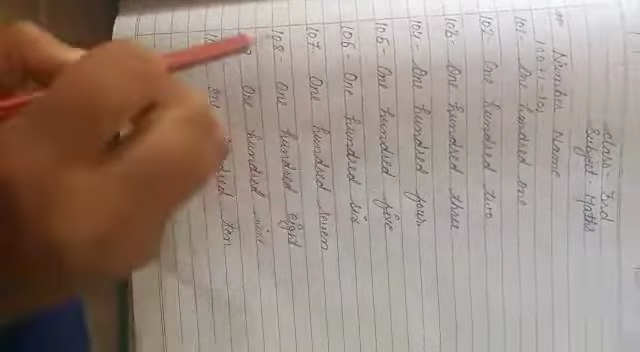 Class- 2nd
Subject- Maths
Number Name
100+1-101
101- One hundred one
102- One hundred two
103- One hundred three
104- One hundred four
105- One hundred five
106- One hundred six
107 One hundred seven
108- One hundred eight
One hundred nine
One ten